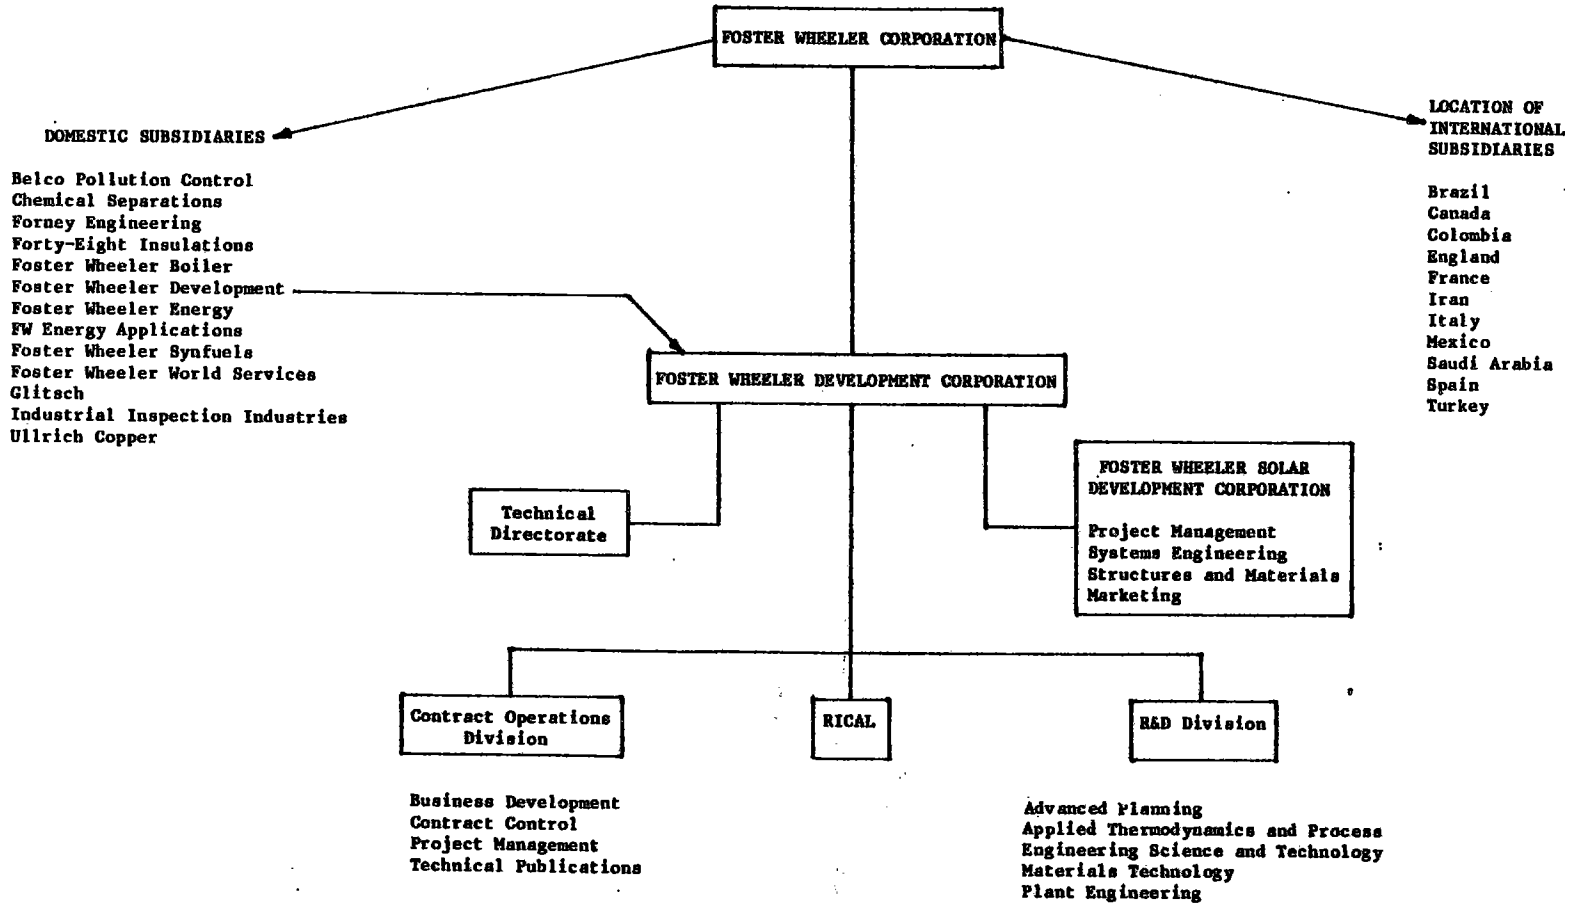 FOSTER WHEELER CORPORATION
DOMESTIC SUBSIDIARIES
Belco Pollution Control
Chemical Separations
Forney Engineering
Forty-Eight Insulations
Foster Wheeler Boiler
Foster Wheeler Development
Foster Wheeler Energy
FW Energy Applications
Foster Wheeler Synfuels
Foster Wheeler World Services
Glitsch
Industrial Inspection Industries
Ullrich Copper
LOCATION OF
INTERNATIONAL
SUBSIDIARIES
Brazil
Canada
Colombia
England
France
Iran
Italy
Mexico
Saudi Arabia
Spain
Turkey
FOSTER WHEELER DEVELOPMENT CORPORATION
Technical
Directorate
FOSTER WHEELER SOLAR
DEVELOPMENT CORPORATION
Project Management
Systems Engineering
Structures and Materials
Marketing
Contract Operations
Division
Business Development
Contract Control
Project Management
Technical Publications
RICAL
R&D Division
Advanced Planning
Applied Thermodynamics and Process
Engineering Science and Technology
Materials Technology
Plant Engineering